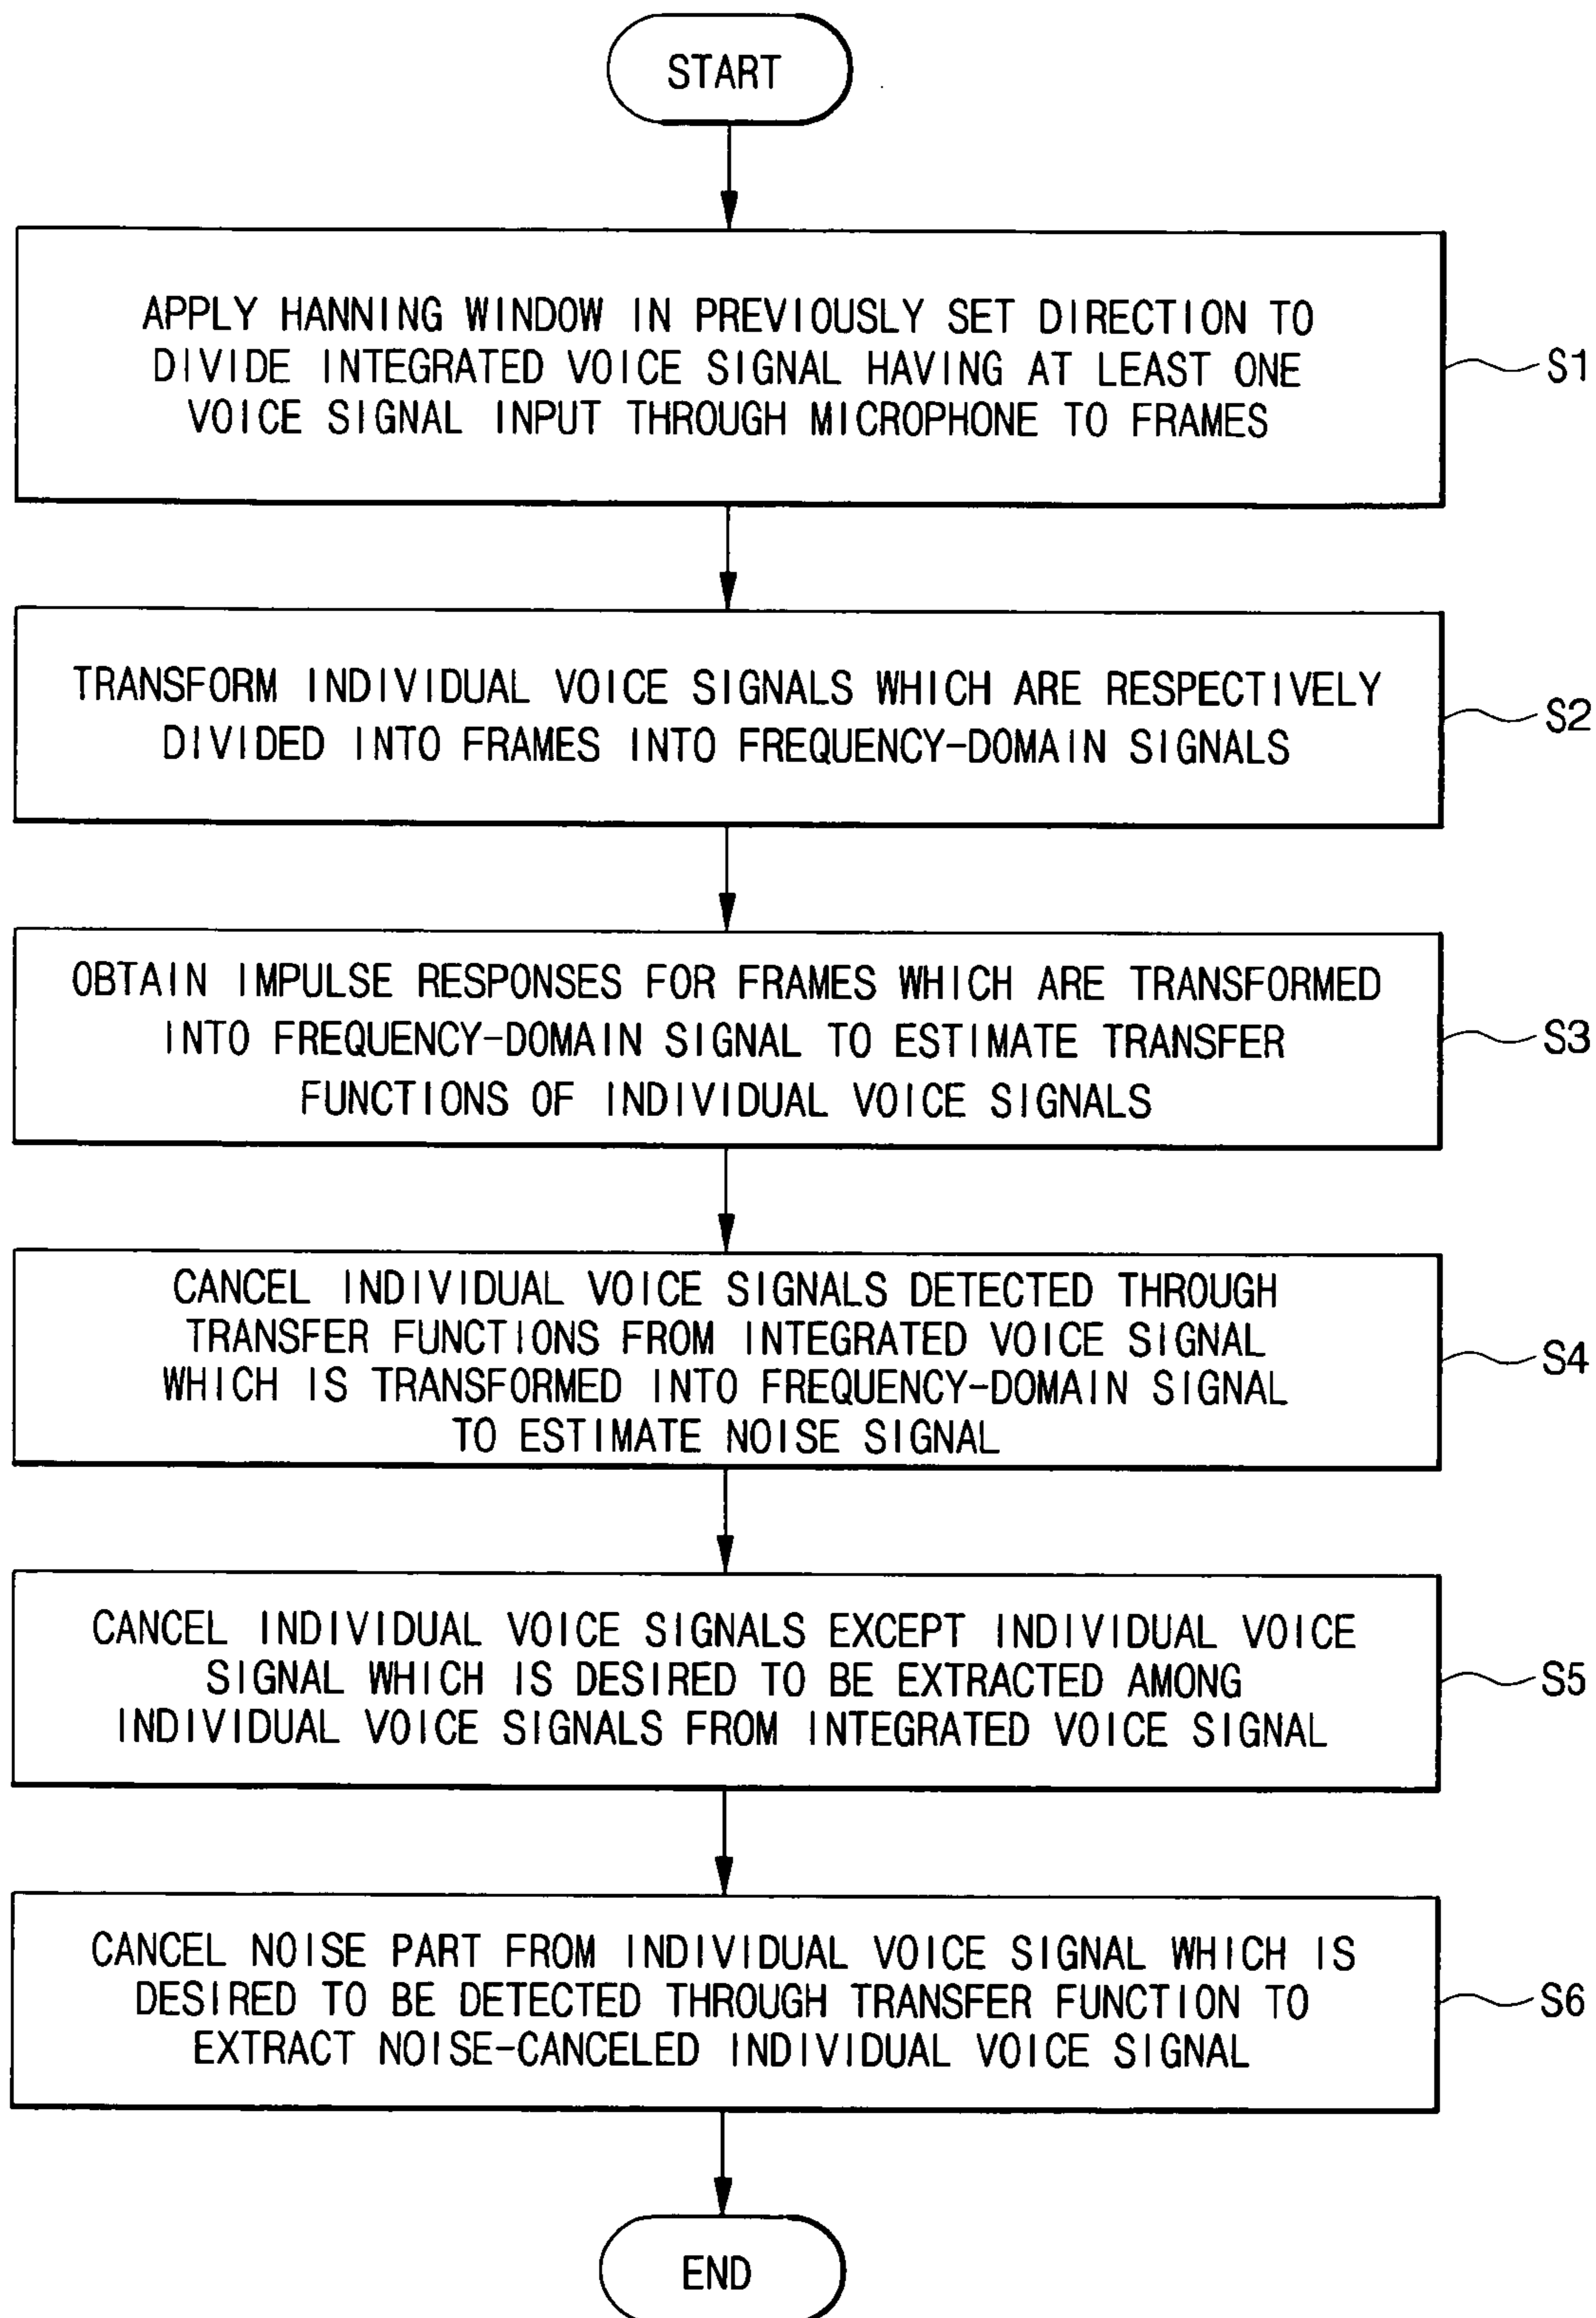 START
APPLY HANNING WINDOW IN PREVIOUSLY SET DIRECTION TO
DIVIDE INTEGRATED VOICE SIGNAL HAVING AT LEAST ONE
VOICE SIGNAL INPUT THROUGH MICROPHONE TO FRAMES
S1
TRANSFORM INDIVIDUAL VOICE SIGNALS WHICH ARE RESPECTIVELY
DIVIDED INTO FRAMES INTO FREQUENCY-DOMAIN SIGNALS
S2
OBTAIN IMPULSE RESPONSES FOR FRAMES WHICH ARE TRANSFORMED
INTO FREQUENCY-DOMAIN SIGNAL TO ESTIMATE TRANSFER
FUNCTIONS OF INDIVIDUAL VOICE SIGNALS
S3
CANCEL INDIVIDUAL VOICE SIGNALS DETECTED THROUGH
TRANSFER FUNCTIONS FROM INTEGRATED VOICE SIGNAL
WHICH IS TRANSFORMED INTO FREQUENCY-DOMAIN SIGNAL
TO ESTIMATE NOISE SIGNAL
S4
CANCEL INDIVIDUAL VOICE SIGNALS EXCEPT INDIVIDUAL VOICE
SIGNAL WHICH IS DESIRED TO BE EXTRACTED AMONG
INDIVIDUAL VOICE SIGNALS FROM INTEGRATED VOICE SIGNAL
S5
CANCEL NOISE PART FROM INDIVIDUAL VOICE SIGNAL WHICH IS
DESIRED TO BE DETECTED THROUGH TRANSFER FUNCTION TO
EXTRACT NOISE-CANCELED INDIVIDUAL VOICE SIGNAL
S6
END